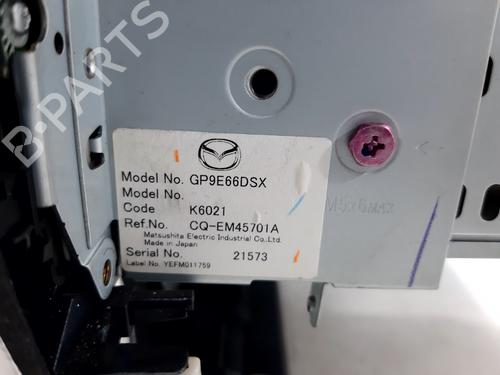 Model No. GP9E66DSX
Model No.
Code K6021
Ref.No. CQ-EM45701A
Matsushita Electric Industrial Co.,Ltd.
Made in Japan
Serial No. 21573
Label No. YEFM011759
M5x6MAX
B-PARTS